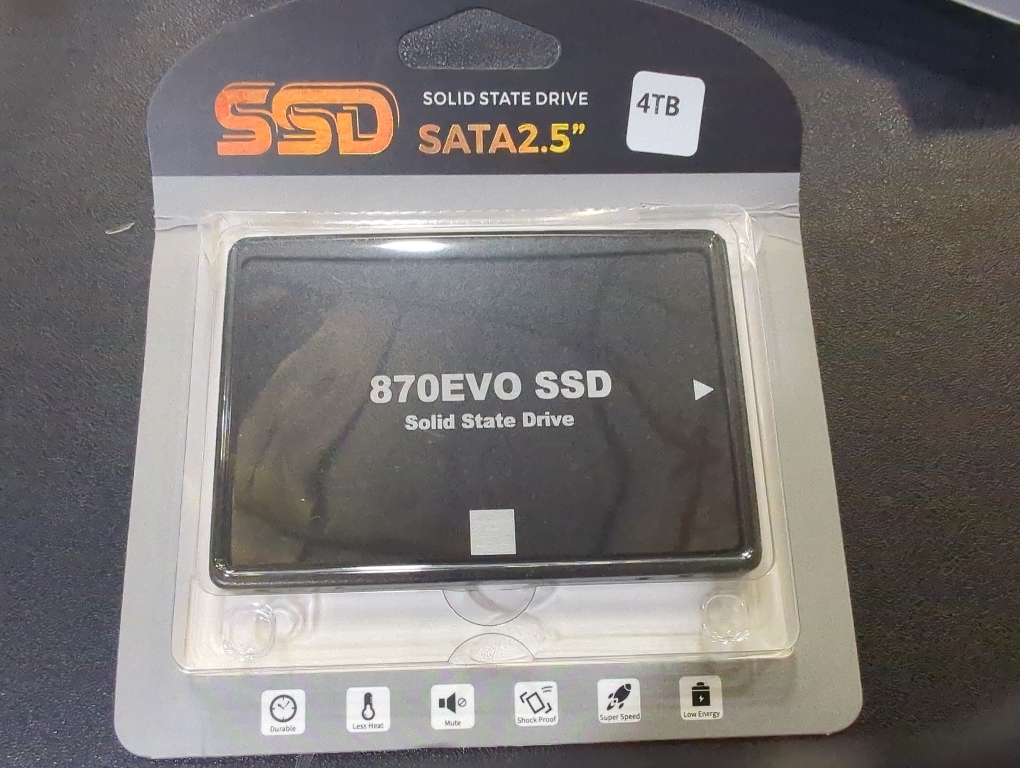 SSD
SOLID STATE DRIVE
SATA2.5”
4TB
870EVO SSD
Solid State Drive
Durable
Less Heat
Mute
Shock Proof
Super Speed
Low Energy